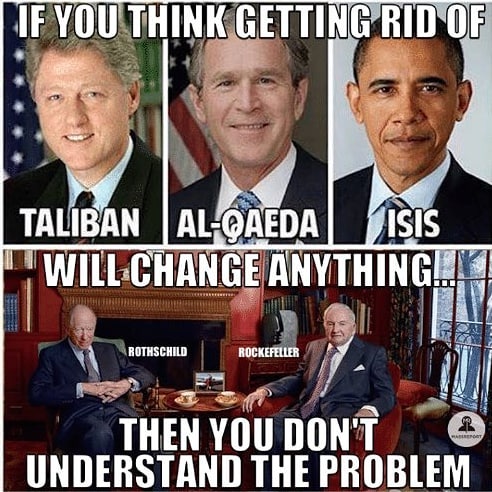 IF YOU THINK GETTING RID OF
TALIBAN AL-QAEDA ISIS
WILL CHANGE ANYTHING...
ROTHSCHILD ROCKEFELLER
THEN YOU DON'T
UNDERSTAND THE PROBLEM